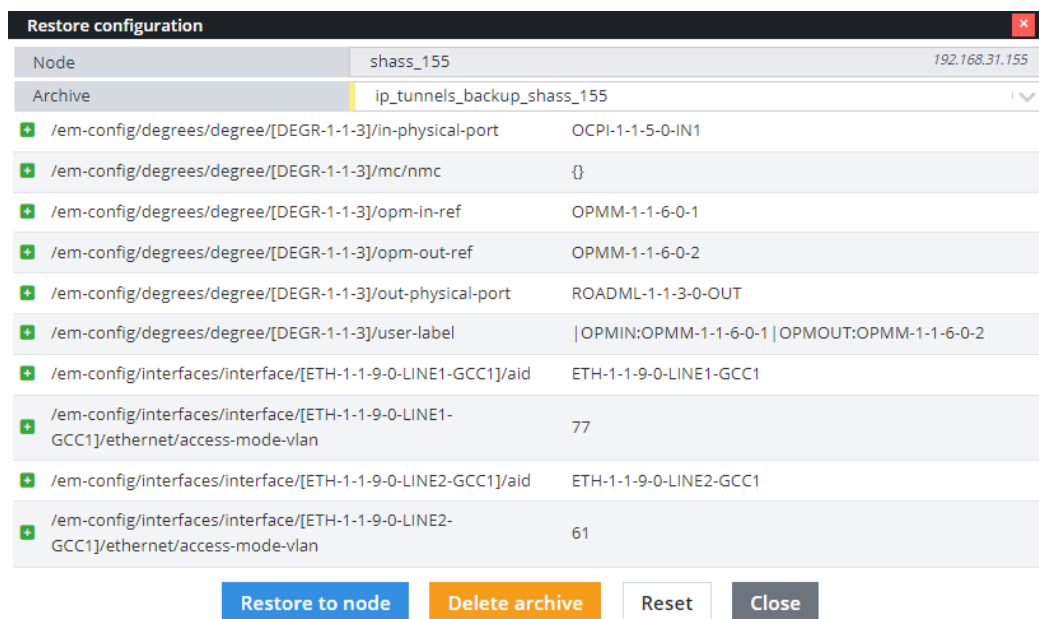 Restore configuration
Node shass_155 192.168.31.155
Archive ip_tunnels_backup_shass_155
/em-config/degrees/degree/[DEGR-1-1-3]/in-physical-port OCPI-1-1-5-0-IN1
/em-config/degrees/degree/[DEGR-1-1-3]/mc/nmc {}
/em-config/degrees/degree/[DEGR-1-1-3]/opm-in-ref OPMM-1-1-6-0-1
/em-config/degrees/degree/[DEGR-1-1-3]/opm-out-ref OPMM-1-1-6-0-2
/em-config/degrees/degree/[DEGR-1-1-3]/out-physical-port ROADML-1-1-3-0-OUT
/em-config/degrees/degree/[DEGR-1-1-3]/user-label |OPMIN:OPMM-1-1-6-0-1|OPMOUT:OPMM-1-1-6-0-2
/em-config/interfaces/interface/[ETH-1-1-9-0-LINE1-GCC1]/aid ETH-1-1-9-0-LINE1-GCC1
/em-config/interfaces/interface/[ETH-1-1-9-0-LINE1-
GCC1]/ethernet/access-mode-vlan 77
/em-config/interfaces/interface/[ETH-1-1-9-0-LINE2-GCC1]/aid ETH-1-1-9-0-LINE2-GCC1
/em-config/interfaces/interface/[ETH-1-1-9-0-LINE2-
GCC1]/ethernet/access-mode-vlan 61
Restore to node Delete archive Reset Close